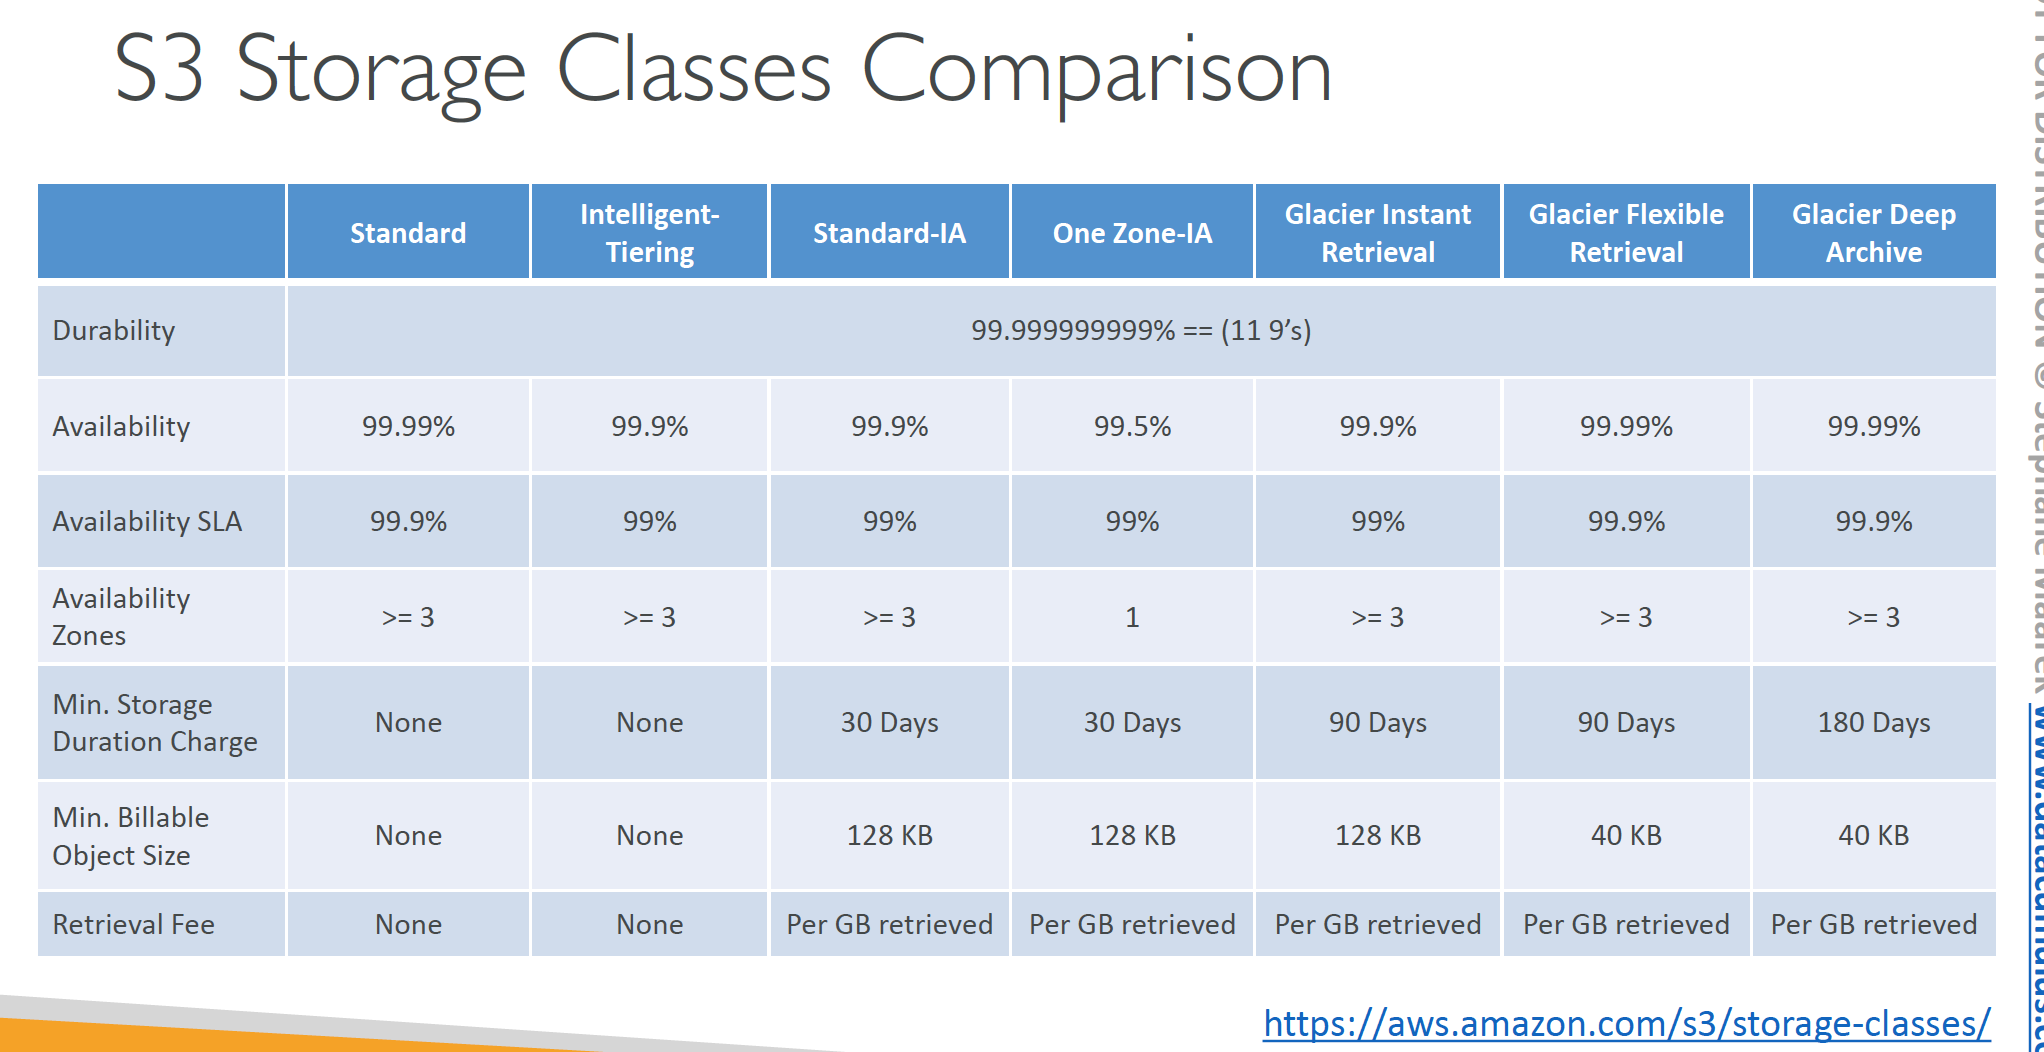 S3 Storage Classes Comparison
Standard
Intelligent-
Tiering
Standard-IA
One Zone-IA
Glacier Instant
Retrieval
Glacier Flexible
Retrieval
Glacier Deep
Archive
Durability
99.999999999% == (11 9’s)
Availability
99.99%
99.9%
99.9%
99.5%
99.9%
99.99%
99.99%
Availability SLA
99.9%
99%
99%
99%
99%
99.9%
99.9%
Availability
Zones
>= 3
>= 3
>= 3
1
>= 3
>= 3
>= 3
Min. Storage
Duration Charge
None
None
30 Days
30 Days
90 Days
90 Days
180 Days
Min. Billable
Object Size
None
None
128 KB
128 KB
128 KB
40 KB
40 KB
Retrieval Fee
None
None
Per GB retrieved
Per GB retrieved
Per GB retrieved
Per GB retrieved
Per GB retrieved
https://aws.amazon.com/s3/storage-classes/
FOR DISTRIBUTION © Stephane Maarek